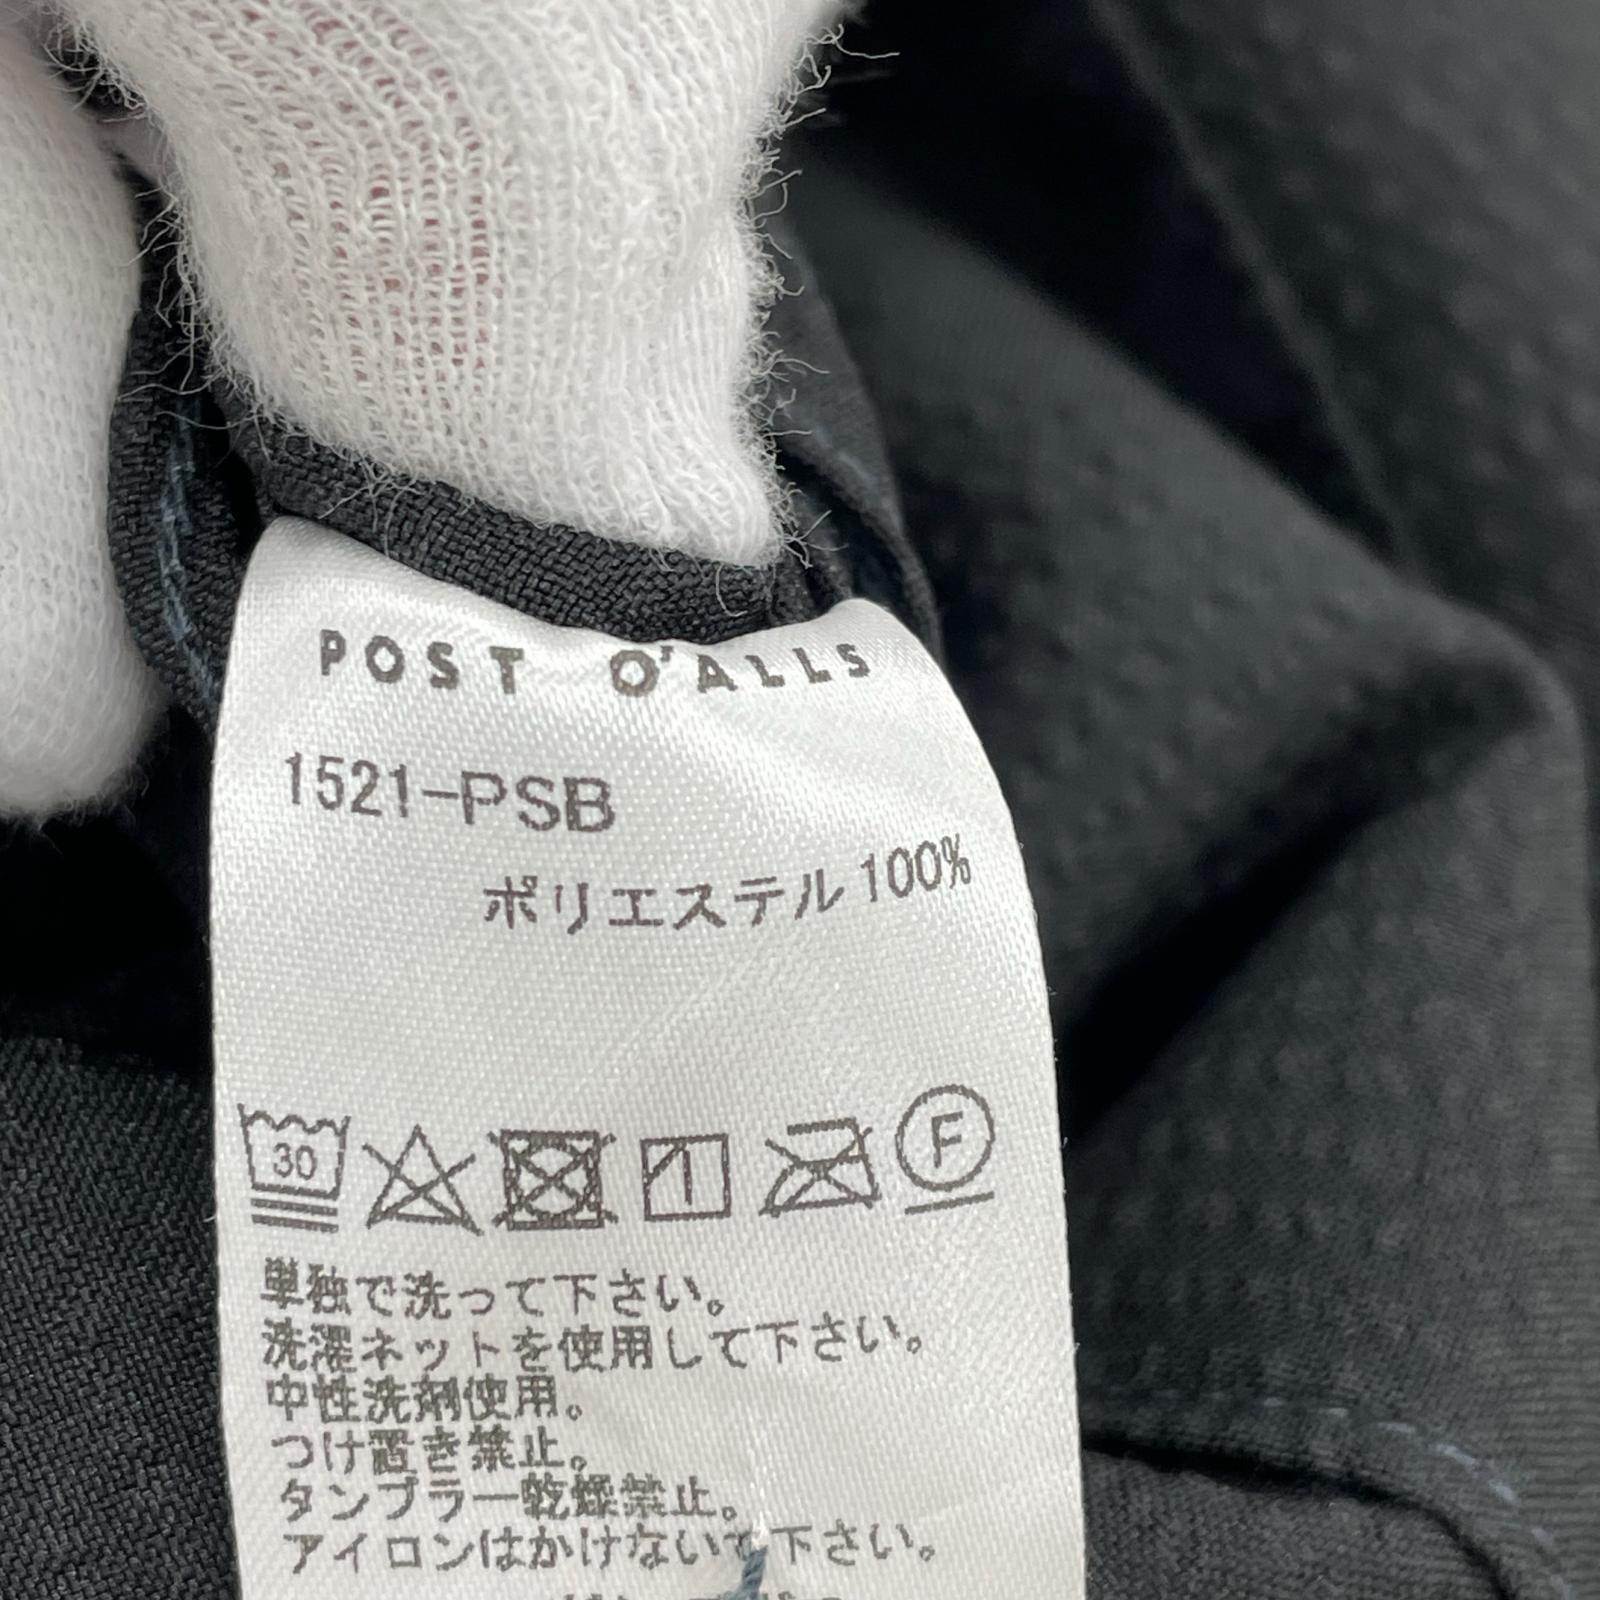 POST O'ALLS
1521-PSB
ポリエステル 100%
30 F
単独で洗って下さい。
洗濯ネットを使用して下さい。
中性洗剤使用。
つけ置き禁止。
タンブラー乾燥禁止。
アイロンはかけないで下さい。